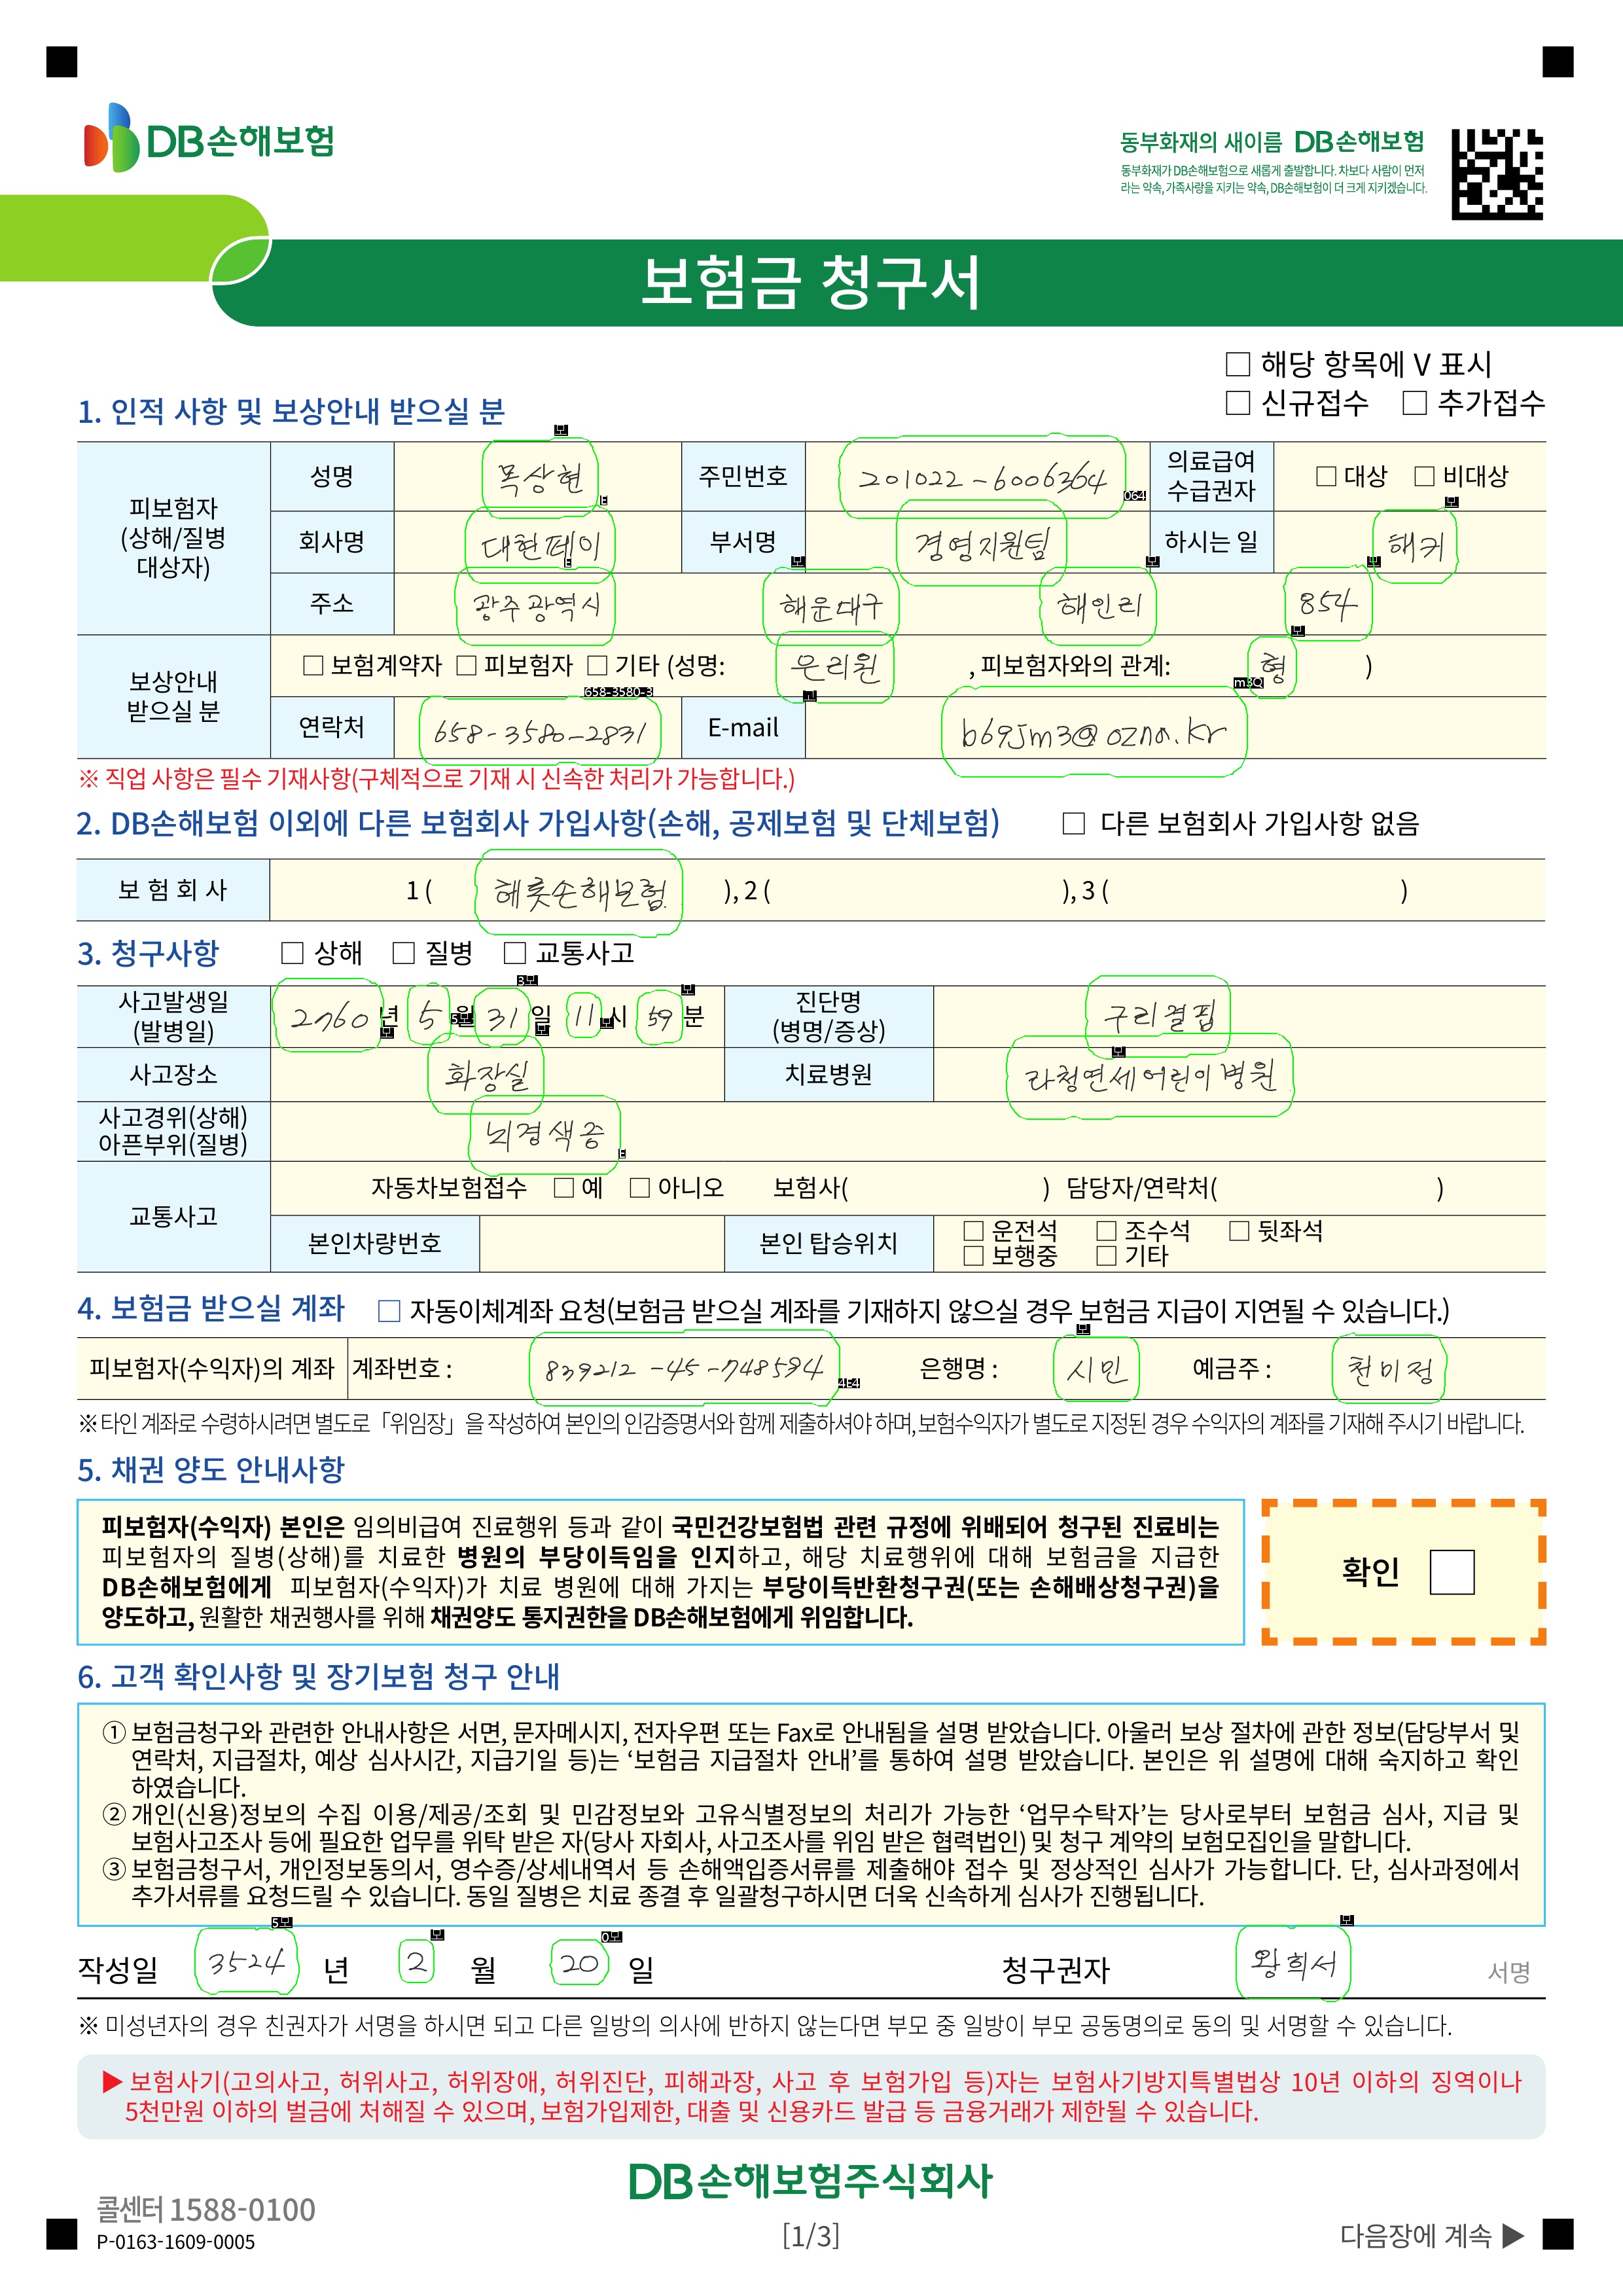 DB손해보험
동부화재의 새이름 DB손해보험
동부화재가 DB손해보험으로 새롭게 출발합니다. 차보다 사람이 먼저
라는 약속, 가족사랑을 지키는 약속, DB손해보험이 더 크게 지키겠습니다.
보험금 청구서
□ 해당 항목에 V 표시
□ 신규접수 □ 추가접수
1. 인적 사항 및 보상안내 받으실 분
피보험자 (상해/질병 대상자)
성명 목상현 주민번호 201022-6006364 의료급여 수급권자 □ 대상 □ 비대상
회사명 대현페이 부서명 경영지원팀 하시는 일 해커
주소 광주광역시 해운대구 해인리 854
보상안내 받으실 분
□ 보험계약자 □ 피보험자 □ 기타 (성명: 은리원 , 피보험자와의 관계: 형 )
연락처 658-3580-2831 E-mail b69jm3@ozna.kr
※ 직업 사항은 필수 기재사항(구체적으로 기재 시 신속한 처리가 가능합니다.)
2. DB손해보험 이외에 다른 보험회사 가입사항(손해, 공제보험 및 단체보험) □ 다른 보험회사 가입사항 없음
보 험 회 사 1 ( 해롯손해보험 ), 2 ( ), 3 ( )
3. 청구사항 □ 상해 □ 질병 □ 교통사고
사고발생일 (발병일) 2760 년 5 월 31 일 11 시 59 분 진단명 (병명/증상) 구리결핍
사고장소 화장실 치료병원 라청연세어린이병원
사고경위(상해) 아픈부위(질병) 뇌경색증
교통사고 자동차보험접수 □ 예 □ 아니오 보험사( ) 담당자/연락처( )
본인차량번호 본인 탑승위치 □ 운전석 □ 조수석 □ 뒷좌석
□ 보행중 □ 기타
4. 보험금 받으실 계좌 □ 자동이체계좌 요청(보험금 받으실 계좌를 기재하지 않으실 경우 보험금 지급이 지연될 수 있습니다.)
피보험자(수익자)의 계좌 계좌번호 : 839212-45-748594 은행명 : 시민 예금주 : 천미정
※ 타인 계좌로 수령하시려면 별도로 「위임장」을 작성하여 본인의 인감증명서와 함께 제출하셔야 하며, 보험수익자가 별도로 지정된 경우 수익자의 계좌를 기재해 주시기 바랍니다.
5. 채권 양도 안내사항
피보험자(수익자) 본인은 임의비급여 진료행위 등과 같이 국민건강보험법 관련 규정에 위배되어 청구된 진료비는
피보험자의 질병(상해)를 치료한 병원의 부당이득임을 인지하고, 해당 치료행위에 대해 보험금을 지급한
DB손해보험에게 피보험자(수익자)가 치료 병원에 대해 가지는 부당이득반환청구권(또는 손해배상청구권)을
양도하고, 원활한 채권행사를 위해 채권양도 통지권한을 DB손해보험에게 위임합니다.
확인 □
6. 고객 확인사항 및 장기보험 청구 안내
① 보험금청구와 관련한 안내사항은 서면, 문자메시지, 전자우편 또는 Fax로 안내됨을 설명 받았습니다. 아울러 보상 절차에 관한 정보(담당부서 및
연락처, 지급절차, 예상 심사시간, 지급기일 등)는 ‘보험금 지급절차 안내’를 통하여 설명 받았습니다. 본인은 위 설명에 대해 숙지하고 확인
하였습니다.
② 개인(신용)정보의 수집 이용/제공/조회 및 민감정보와 고유식별정보의 처리가 가능한 ‘업무수탁자’는 당사로부터 보험금 심사, 지급 및
보험사고조사 등에 필요한 업무를 위탁 받은 자(당사 자회사, 사고조사를 위임 받은 협력법인) 및 청구 계약의 보험모집인을 말합니다.
③ 보험금청구서, 개인정보동의서, 영수증/상세내역서 등 손해액입증서류를 제출해야 접수 및 정상적인 심사가 가능합니다. 단, 심사과정에서
추가서류를 요청드릴 수 있습니다. 동일 질병은 치료 종결 후 일괄청구하시면 더욱 신속하게 심사가 진행됩니다.
작성일 3524 년 2 월 20 일 청구권자 왕희서 서명
※ 미성년자의 경우 친권자가 서명을 하시면 되고 다른 일방의 의사에 반하지 않는다면 부모 중 일방이 부모 공동명의로 동의 및 서명할 수 있습니다.
▶ 보험사기(고의사고, 허위사고, 허위장애, 허위진단, 피해과장, 사고 후 보험가입 등)자는 보험사기방지특별법상 10년 이하의 징역이나
5천만원 이하의 벌금에 처해질 수 있으며, 보험가입제한, 대출 및 신용카드 발급 등 금융거래가 제한될 수 있습니다.
DB손해보험주식회사
콜센터 1588-0100
P-0163-1609-0005
[1/3]
다음장에 계속 ▶